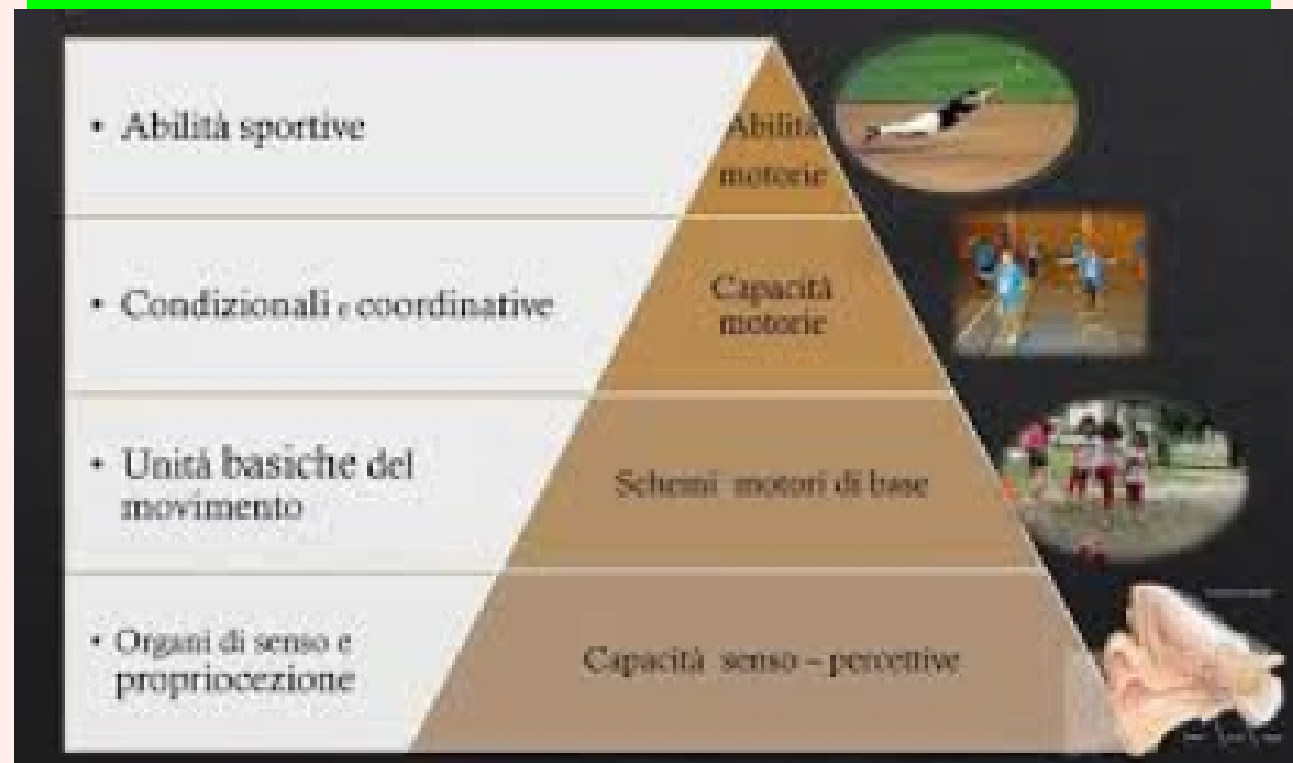 • Abilità sportive
Abilità
motorie
• Condizionali e coordinative
Capacità
motorie
• Unità basiche del
movimento
Schemi motori di base
• Organi di senso e
propriocezione
Capacità senso – percettive